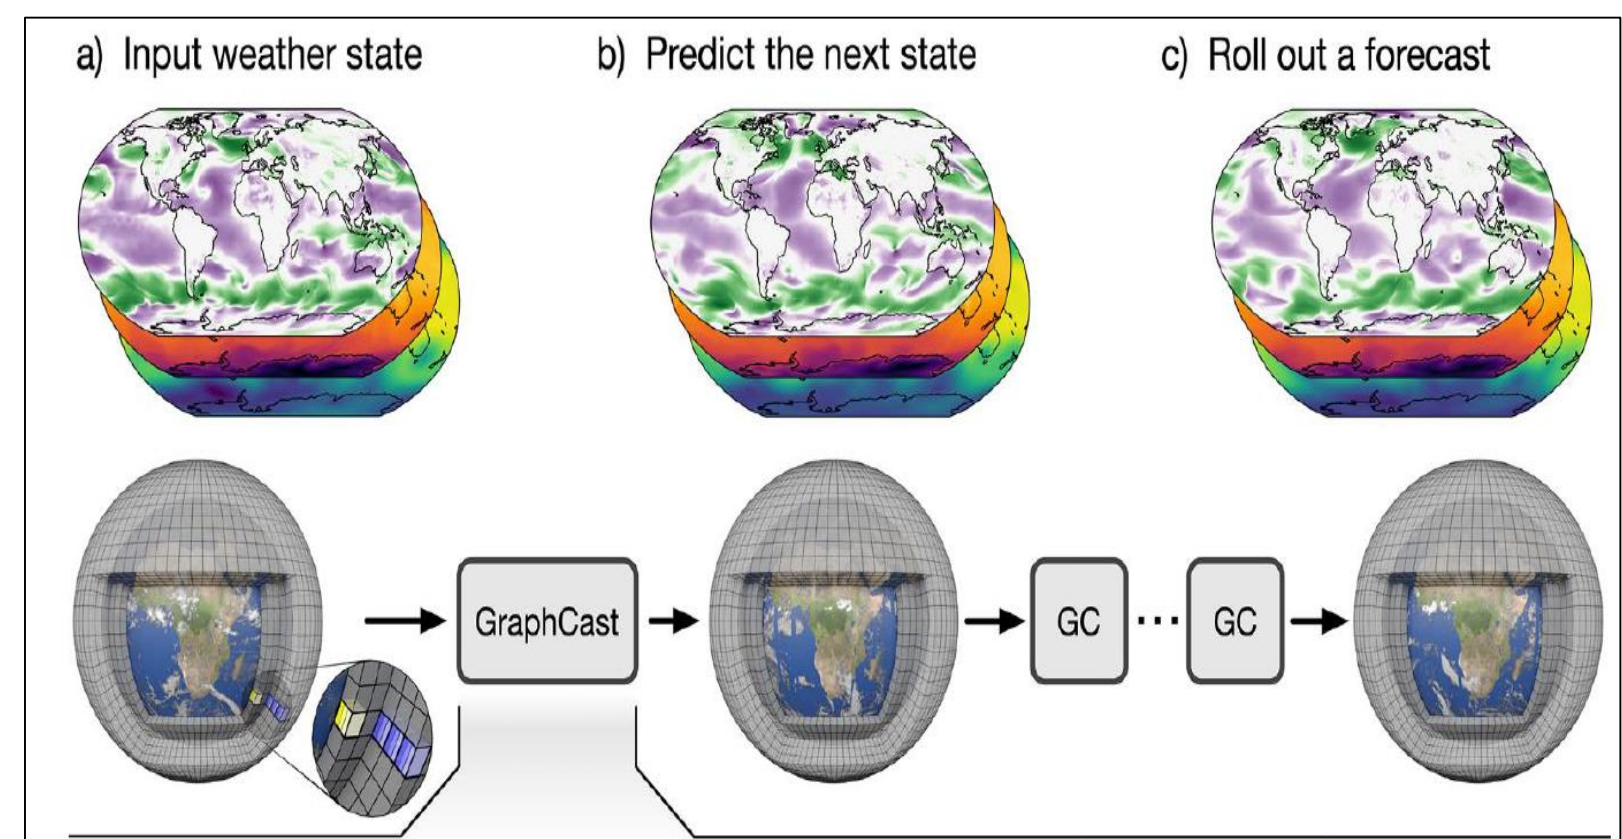 a) Input weather state
b) Predict the next state
c) Roll out a forecast
GraphCast
GC
...
GC